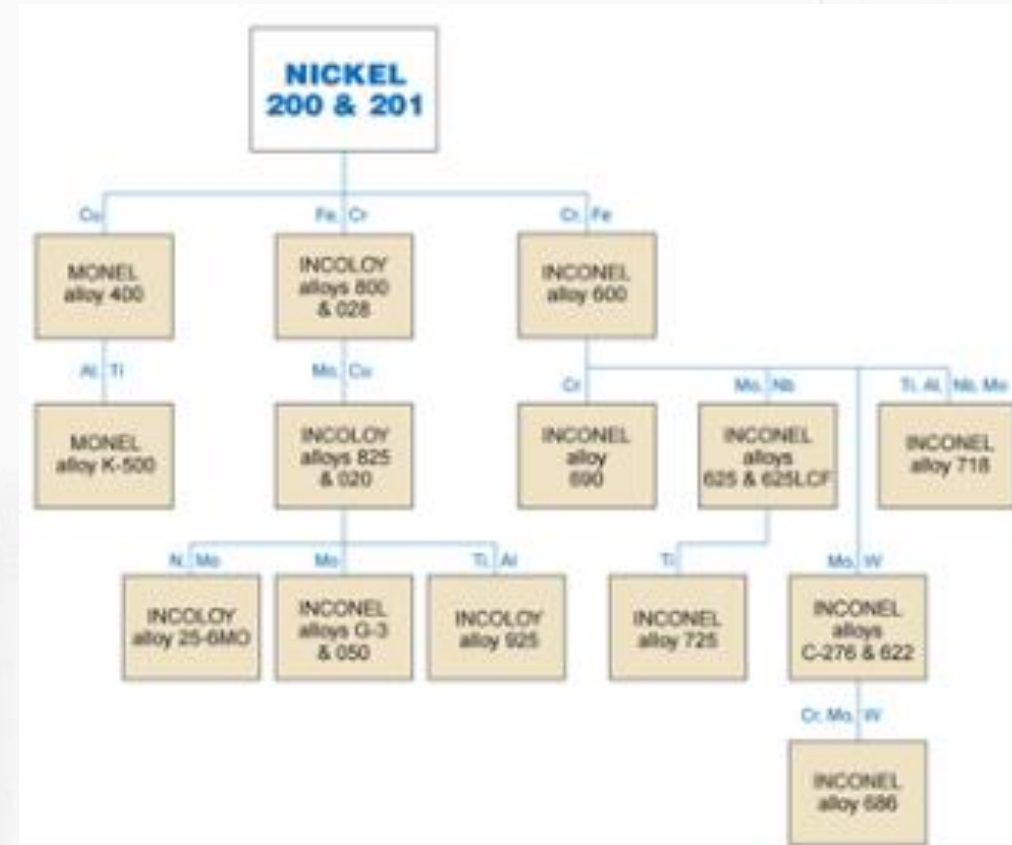 NICKEL
200 & 201
Cu
Fe, Cr
Cr, Fe
MONEL
alloy 400
INCOLOY
alloys 800
& 028
INCONEL
alloy 600
Al, Ti
Mo, Cu
Cr
Mo, Nb
Ti, Al, Nb, Mo
MONEL
alloy K-500
INCOLOY
alloys 825
& 020
INCONEL
alloy
690
INCONEL
alloys
625 & 625LCF
INCONEL
alloy 718
N, Mo
Mo
Ti, Al
Ti
Mo, W
INCOLOY
alloy 25-6MO
INCONEL
alloys G-3
& 050
INCOLOY
alloy 925
INCONEL
alloy 725
INCONEL
alloys
C-276 & 622
Cr, Mo, W
INCONEL
alloy 686